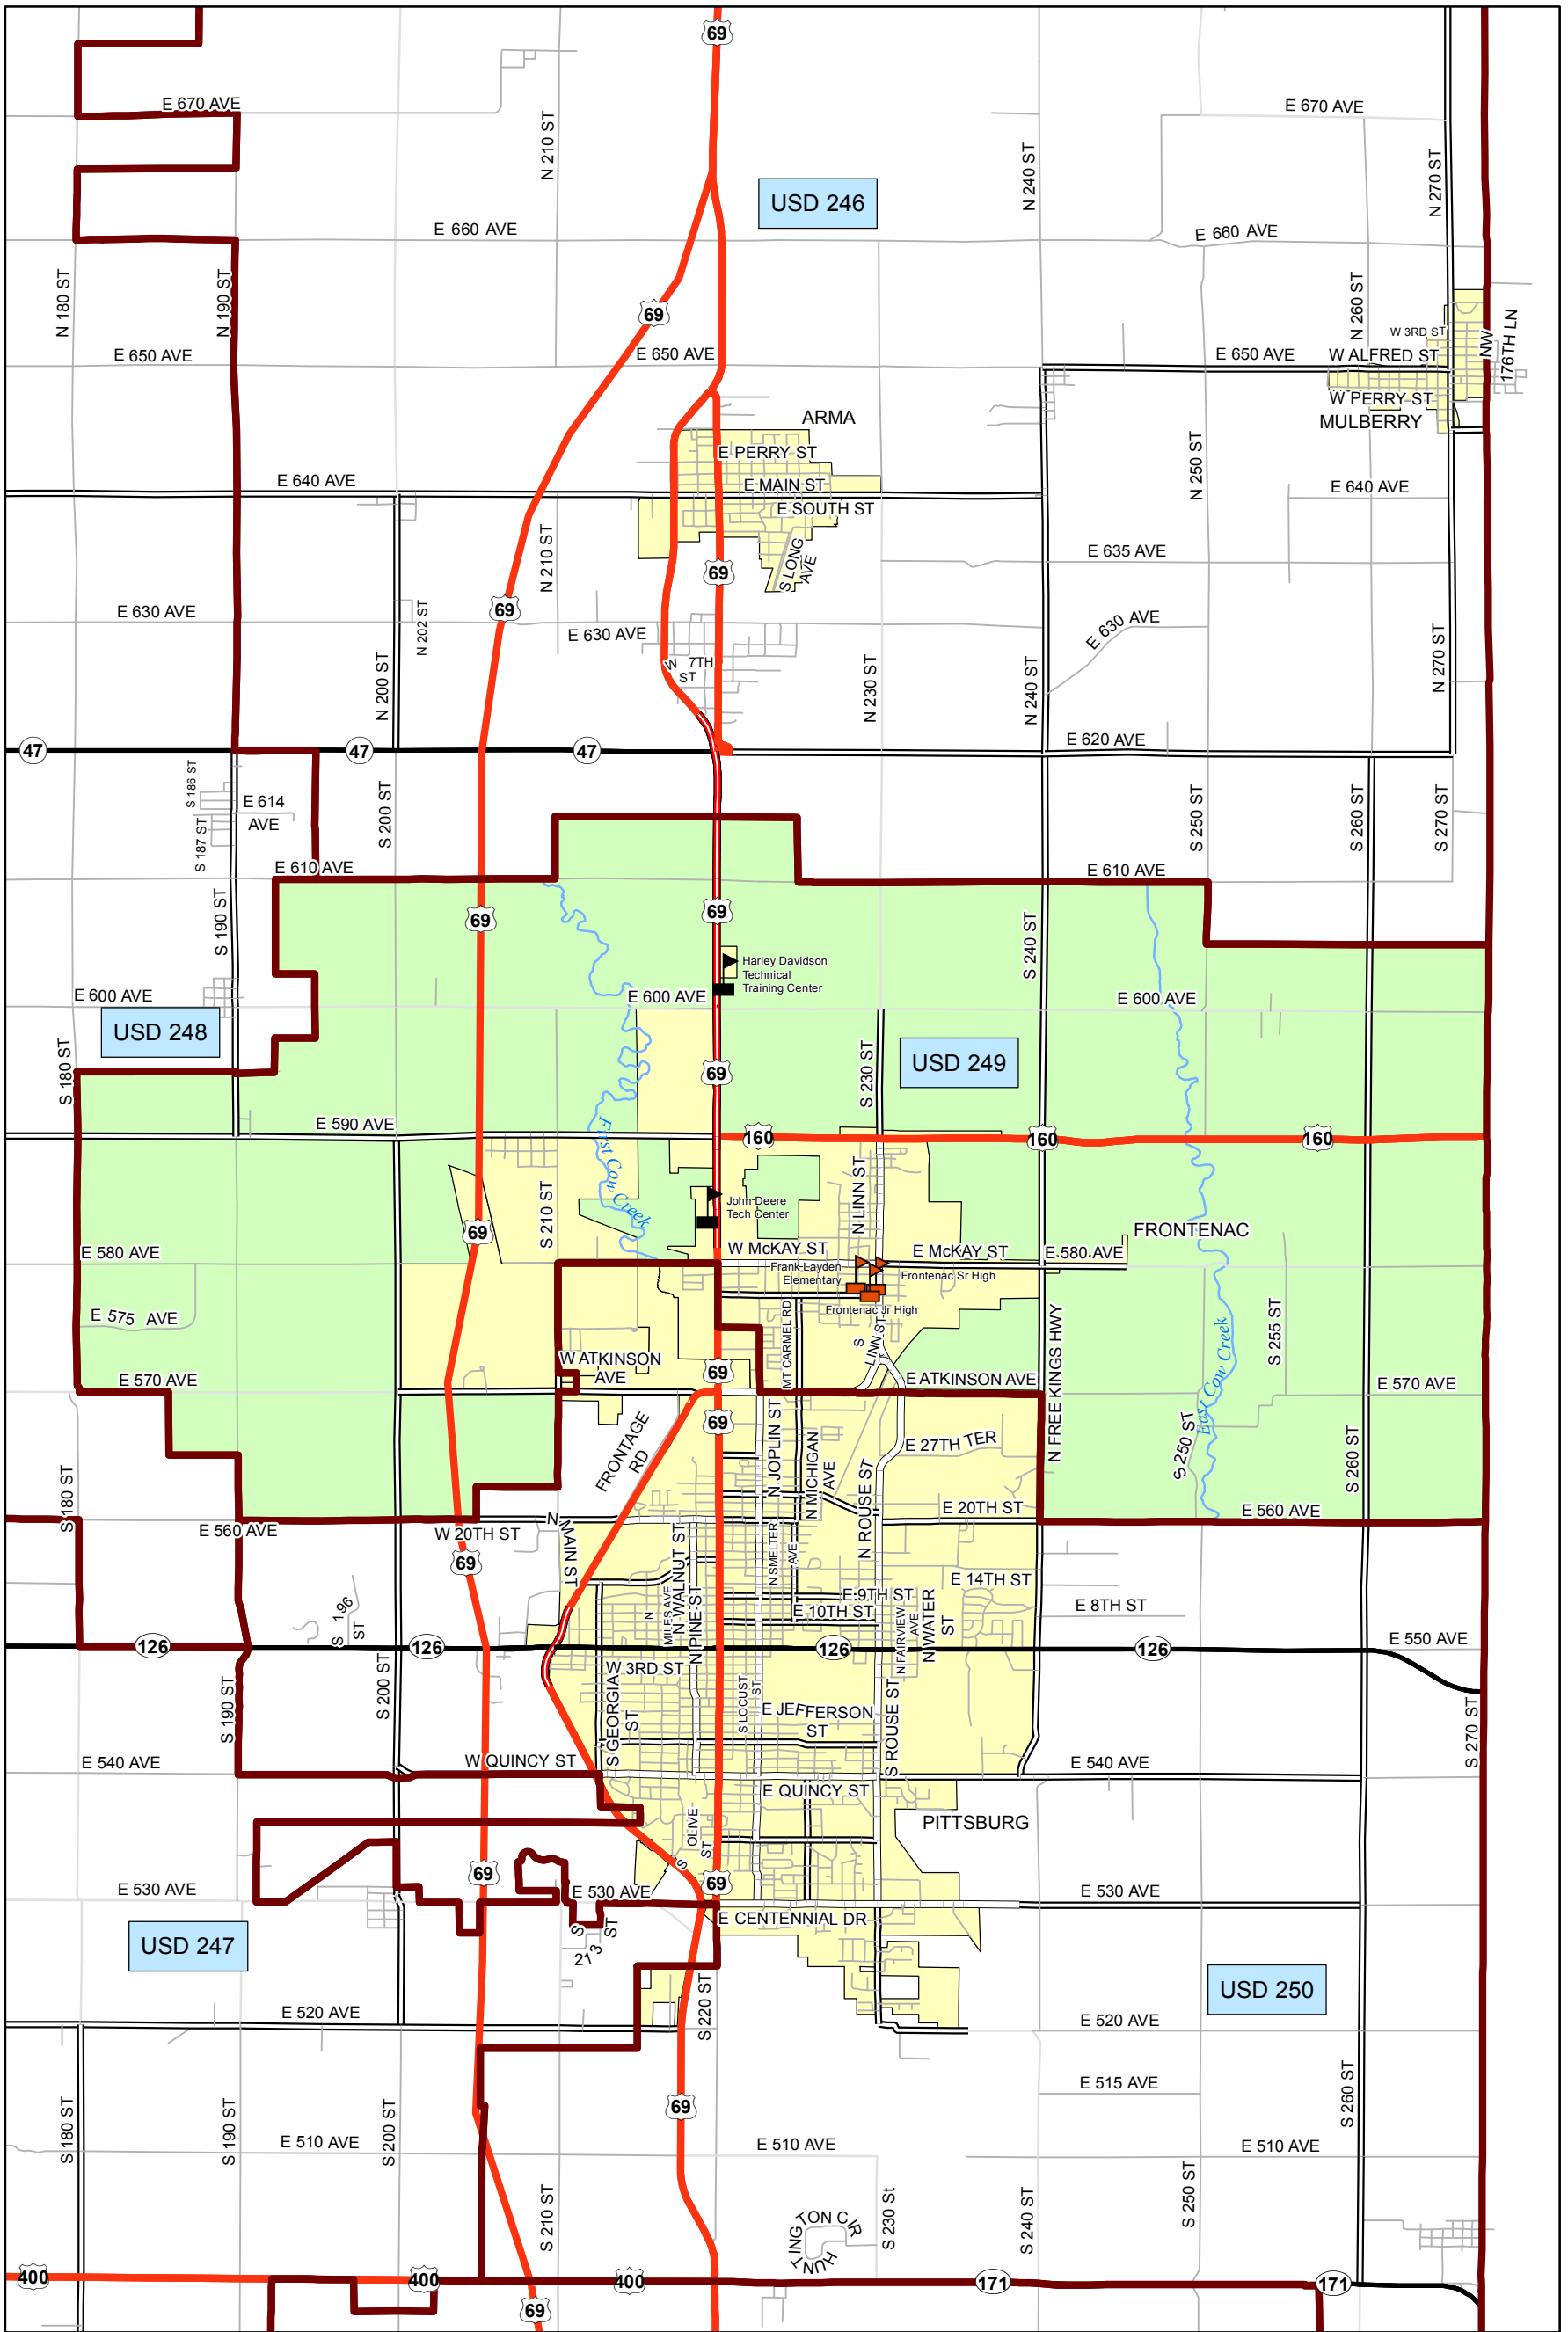 69
E 670 AVE
E 670 AVE
N 210 ST
N 240 ST
N 270 ST
USD 246
E 660 AVE
E 660 AVE
N 180 ST
N 190 ST
N 260 ST
69
W 3RD ST
NW
176TH LN
E 650 AVE
E 650 AVE
E 650 AVE
W ALFRED ST
W PERRY ST
MULBERRY
ARMA
E PERRY ST
N 250 ST
E 640 AVE
E MAIN ST
E 640 AVE
E SOUTH ST
N 210 ST
S LONG
AVE
E 635 AVE
69
69
E 630 AVE
N 202 ST
E 630 AVE
E 630 AVE
W 7TH
ST
N 200 ST
N 230 ST
N 240 ST
N 270 ST
47
47
47
E 620 AVE
S 186 ST
E 614
AVE
S 187 ST
S 200 ST
S 250 ST
S 260 ST
S 270 ST
E 610 AVE
E 610 AVE
S 190 ST
69
69
S 240 ST
Harley Davidson
Technical
Training Center
E 600 AVE
E 600 AVE
E 600 AVE
USD 248
USD 249
S 180 ST
69
S 230 ST
E 590 AVE
160
160
160
First Cow Creek
S 210 ST
N LINN ST
John Deere
Tech Center
69
FRONTENAC
E 580 AVE
W McKAY ST
E McKAY ST
E 580 AVE
Frank Layden
Elementary
Frontenac Sr High
Frontenac Jr High
E 575 AVE
MT CARMEL RD
S
LINN ST
N FREE KINGS HWY
East Cow Creek
S 255 ST
W ATKINSON
AVE
69
E 570 AVE
E ATKINSON AVE
E 570 AVE
69
FRONTAGE
RD
N JOPLIN ST
N MICHIGAN
AVE
E 27TH TER
S 250 ST
S 260 ST
S 180 ST
N ROUSE ST
E 20TH ST
E 560 AVE
E 560 AVE
W 20TH ST
N
MAIN ST
69
N WALNUT ST
N SMELTER
AVE
E 14TH ST
N
MILES AVE
N PINE ST
E 9TH ST
E 10TH ST
E 8TH ST
S 196
ST
N FAIRVIEW
AVE
N WATER
ST
126
126
126
126
E 550 AVE
W 3RD ST
S 200 ST
S 190 ST
S GEORGIA
ST
S LOCUST
ST
E JEFFERSON
ST
S ROUSE ST
S 270 ST
E 540 AVE
W QUINCY ST
E 540 AVE
E QUINCY ST
PITTSBURG
S
OLIVE
ST
69
69
E 530 AVE
E 530 AVE
E 530 AVE
E CENTENNIAL DR
S
213
ST
USD 247
USD 250
S 220 ST
E 520 AVE
E 520 AVE
E 515 AVE
69
S 180 ST
S 190 ST
S 200 ST
S 260 ST
E 510 AVE
E 510 AVE
E 510 AVE
S 210 ST
HUNTINGTON CIR
S 230 St
S 240 ST
S 250 ST
400
400
400
171
171
69